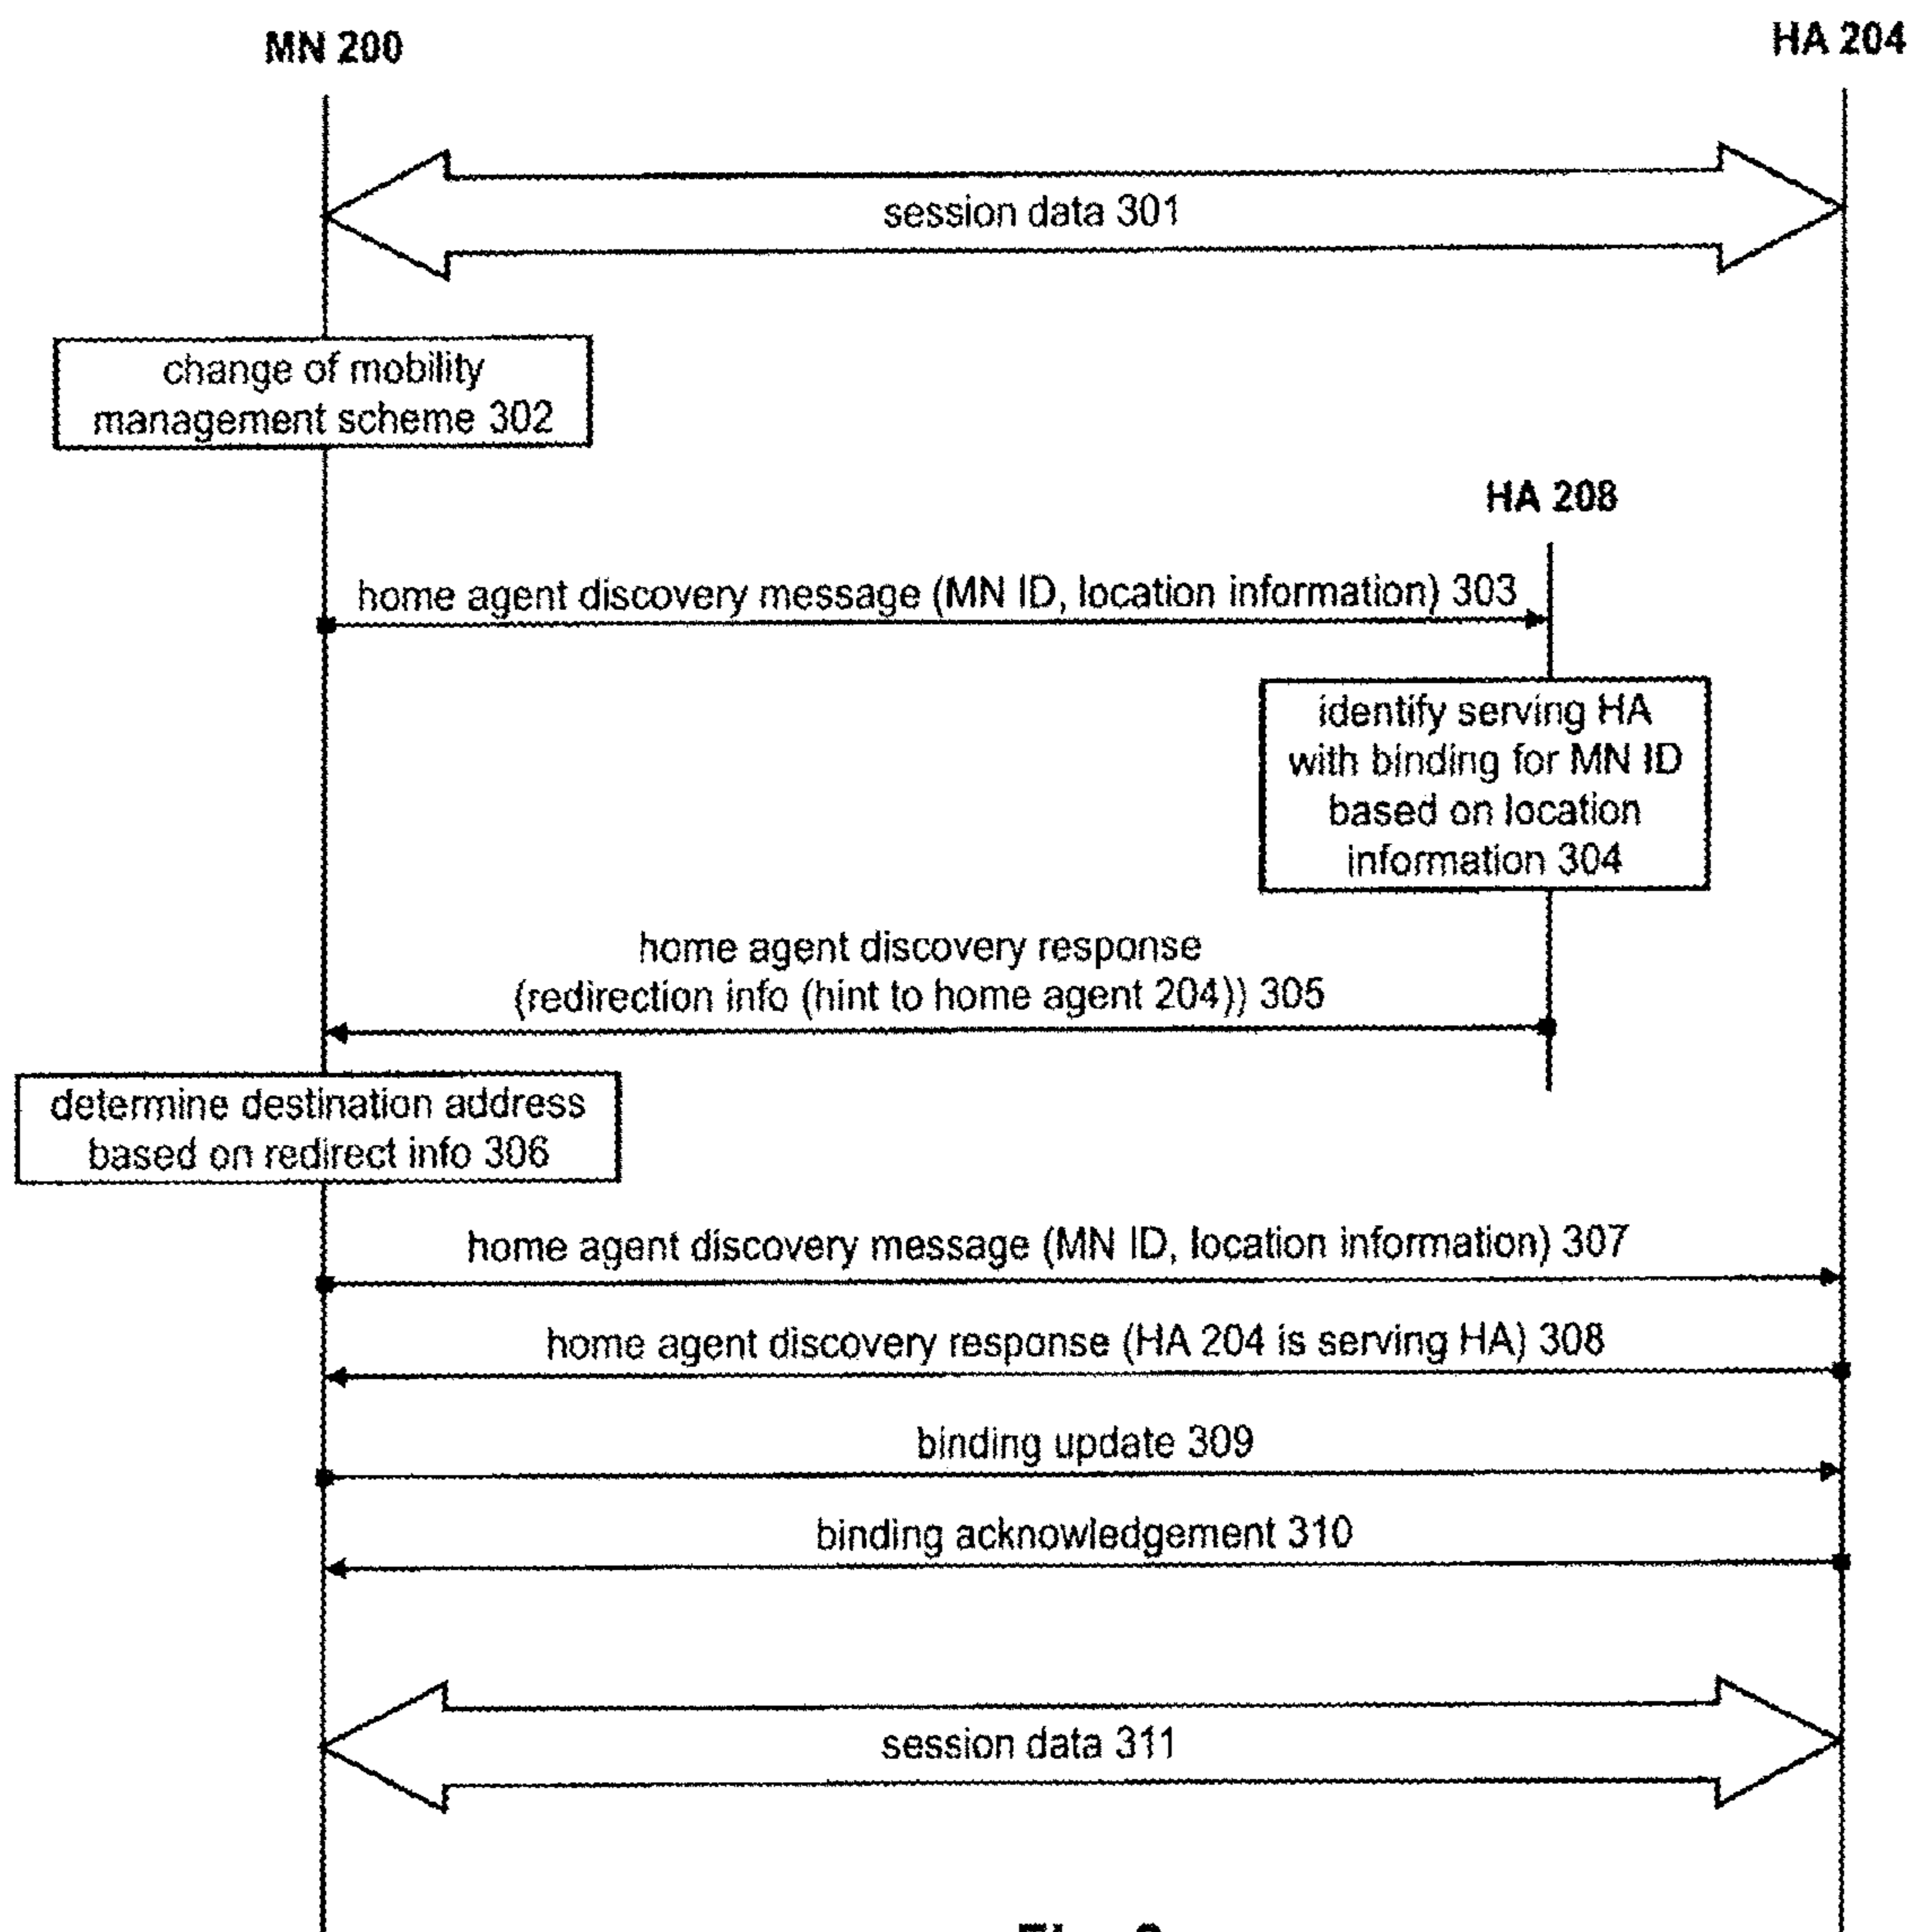 MN 200
HA 204
session data 301
change of mobility
management scheme 302
HA 208
home agent discovery message (MN ID, location information) 303
identify serving HA
with binding for MN ID
based on location
information 304
home agent discovery response
(redirection info (hint to home agent 204)) 305
determine destination address
based on redirect info 306
home agent discovery message (MN ID, location information) 307
home agent discovery response (HA 204 is serving HA) 308
binding update 309
binding acknowledgement 310
session data 311